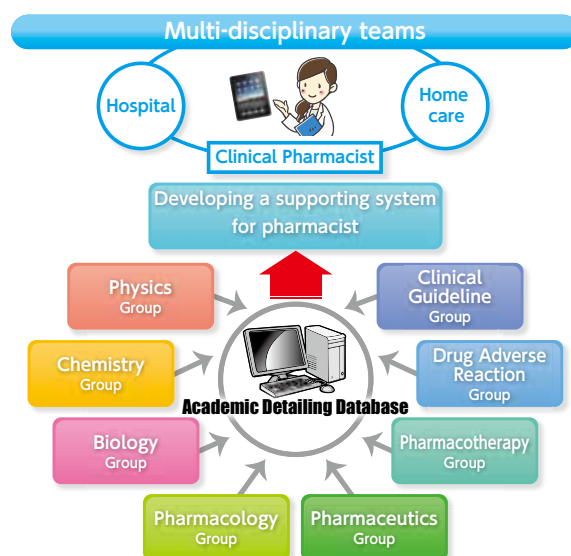 Multi-disciplinary teams
Hospital
Home
care
Clinical Pharmacist
Developing a supporting system
for pharmacist
Physics
Group
Clinical
Guideline
Group
Chemistry
Group
Drug Adverse
Reaction
Group
Academic Detailing Database
Biology
Group
Pharmacotherapy
Group
Pharmacology
Group
Pharmaceutics
Group